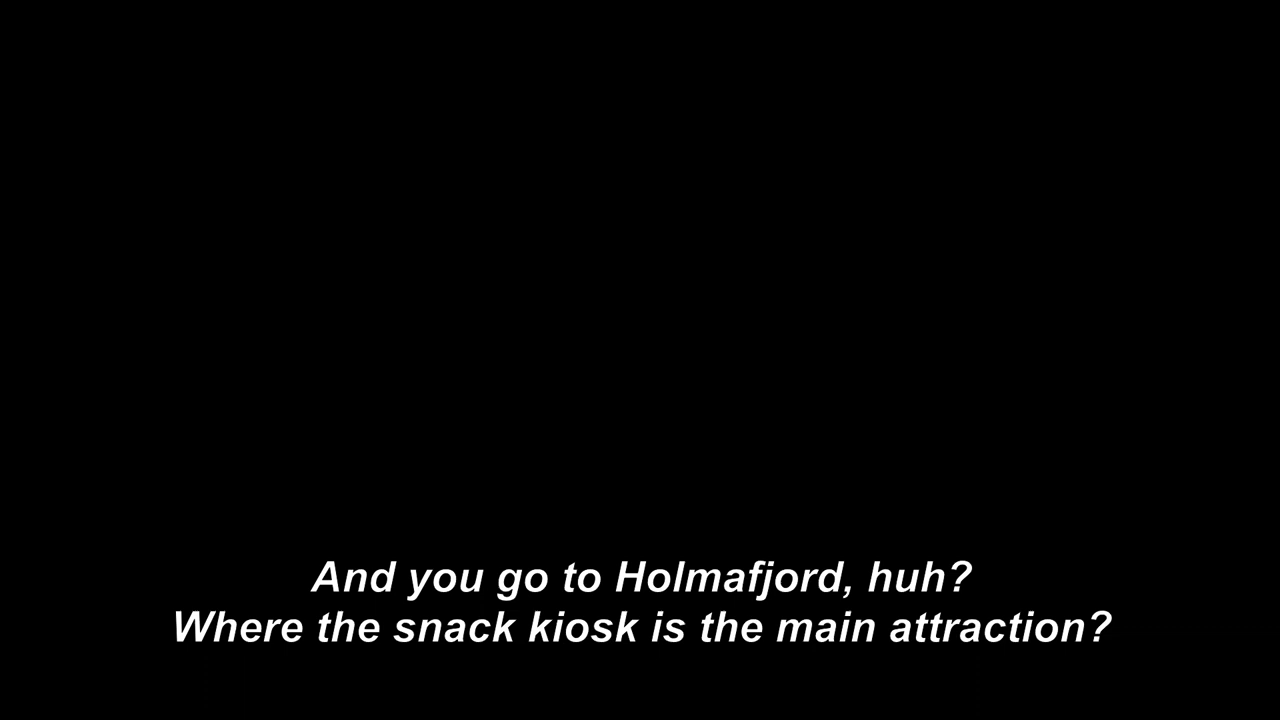 And you go to Holmafjord, huh?
Where the snack kiosk is the main attraction?